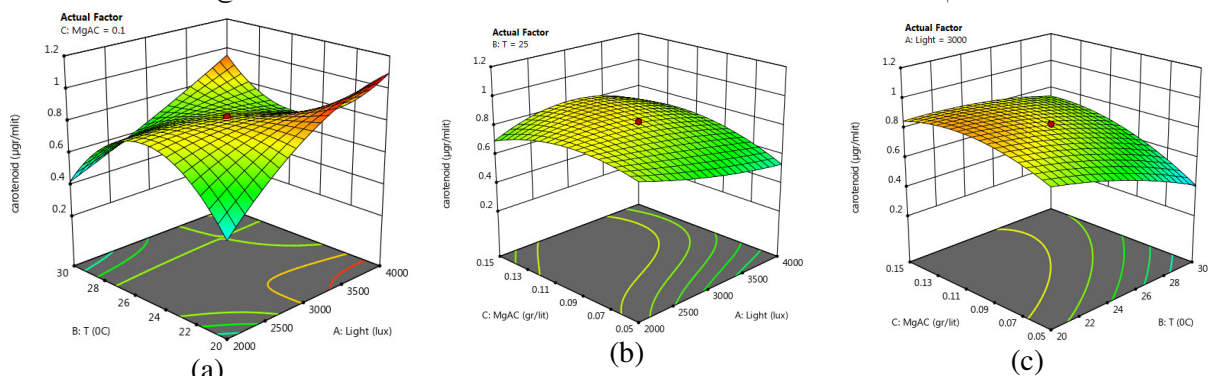 Actual Factor
C: MgAC = 0.1
1.2
1
0.8
0.6
0.4
0.2
carotenoid (µgr/mlit)
30
28
26
24
22
20
B: T (0C)
2000
2500
3000
3500
4000
A: Light (lux)
(a)
Actual Factor
B: T = 25
1.2
1
0.8
0.6
0.4
0.2
carotenoid (µgr/mlit)
0.15
0.13
0.11
0.09
0.07
0.05
C: MgAC (gr/lit)
2000
2500
3000
3500
4000
A: Light (lux)
(b)
Actual Factor
A: Light = 3000
1.2
1
0.8
0.6
0.4
0.2
carotenoid (µgr/mlit)
0.15
0.13
0.11
0.09
0.07
0.05
C: MgAC (gr/lit)
20
22
24
26
28
30
B: T (0C)
(c)